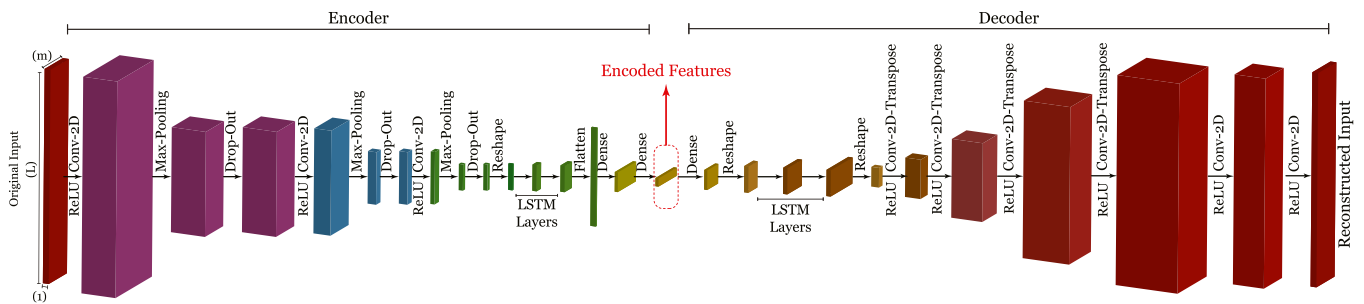 Encoder
Decoder
(m)
Original Input
(L)
(1)
ReLU
Conv-2D
Max-Pooling
Drop-Out
ReLU
Conv-2D
Max-Pooling
Drop-Out
ReLU
Conv-2D
Max-Pooling
Drop-Out
Reshape
LSTM
Layers
Flatten
Dense
Dense
Encoded Features
Dense
Reshape
LSTM
Layers
Reshape
ReLU
Conv-2D-Transpose
ReLU
Conv-2D-Transpose
ReLU
Conv-2D-Transpose
ReLU
Conv-2D-Transpose
ReLU
Conv-2D
ReLU
Conv-2D
Reconstructed Input